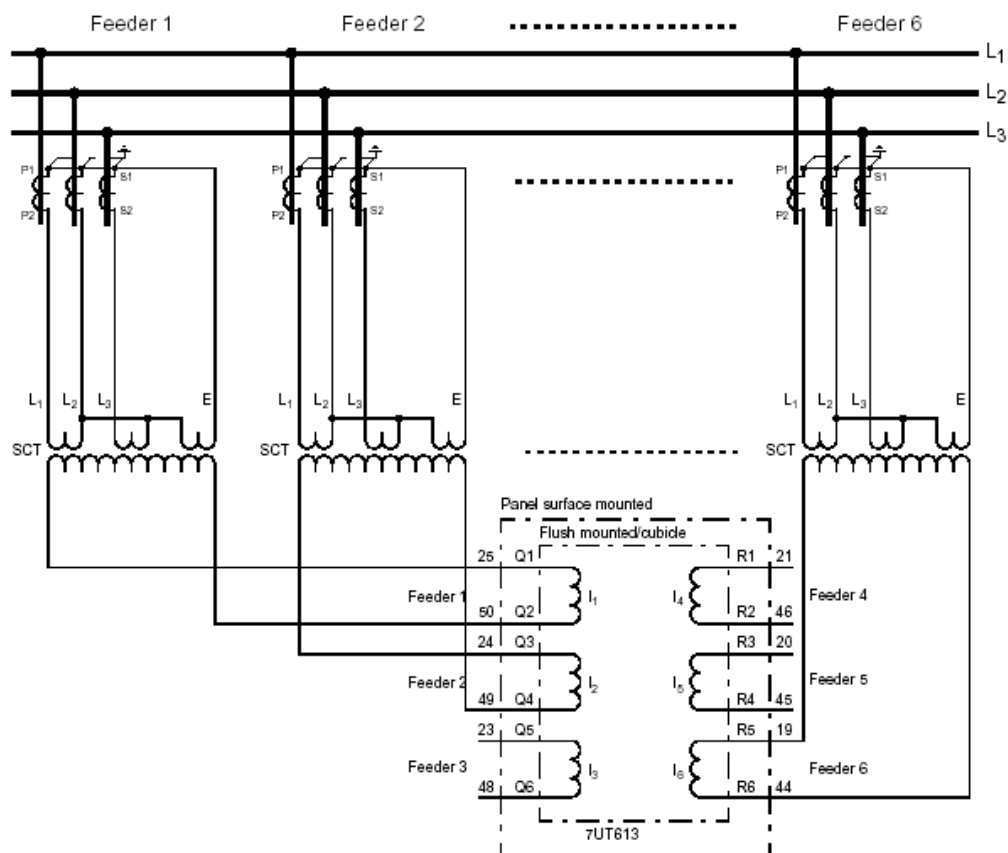 Feeder 1 Feeder 2 Feeder 6
L1
L2
L3
P1 S1 P1 S1 P1 S1
P2 S2 P2 S2 P2 S2
L1 L2 L3 E L1 L2 L3 E L1 L2 L3 E
SCT SCT SCT
Panel surface mounted
Flush mounted/cubicle
25 Q1 R1 21
Feeder 1 I1 I4 Feeder 4
50 Q2 R2 46
24 Q3 R3 20
Feeder 2 I2 I5 Feeder 5
49 Q4 R4 45
23 Q5 R5 19
Feeder 3 I3 I6 Feeder 6
48 Q6 R6 44
7UT613